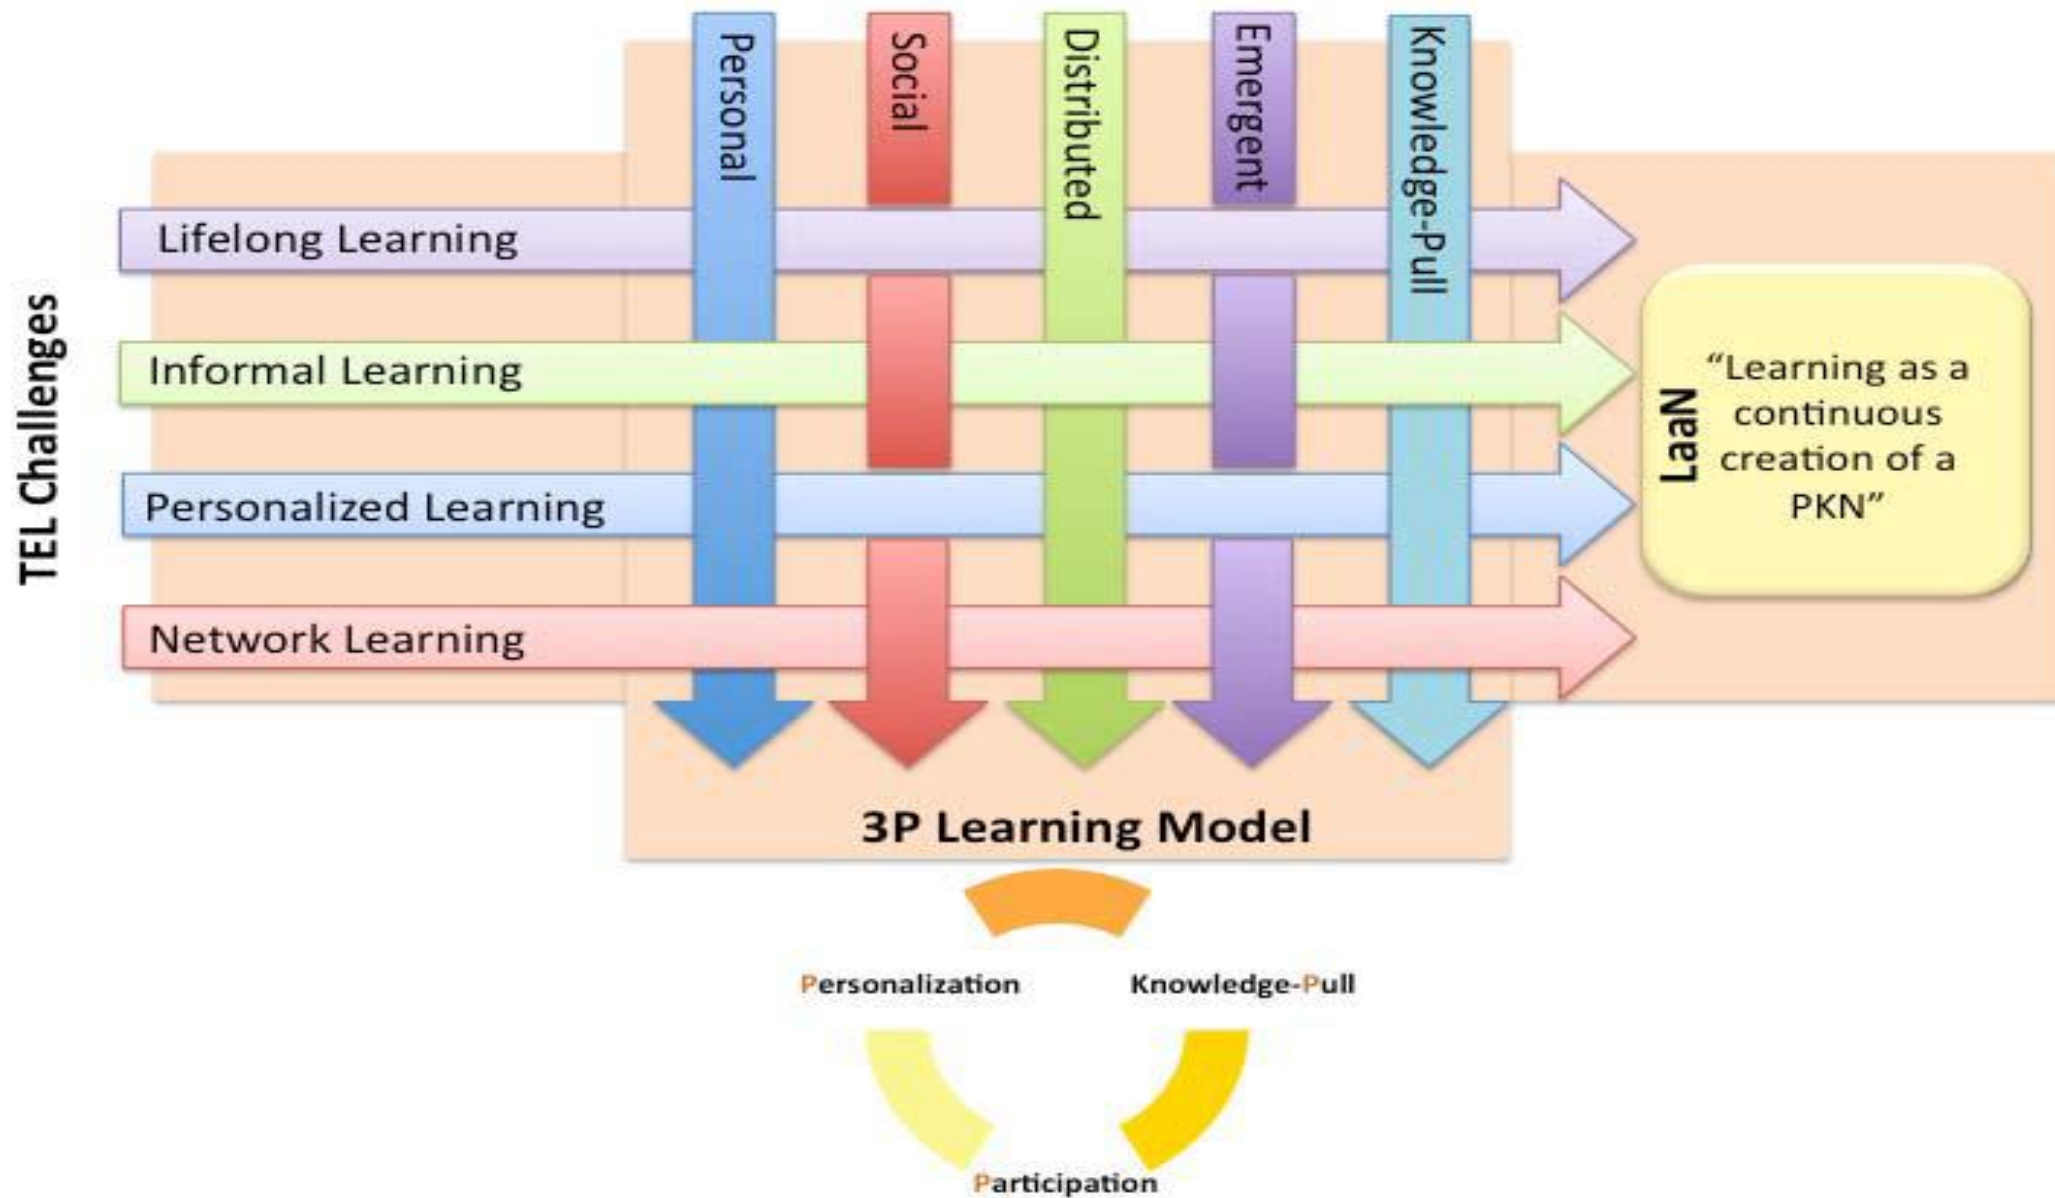 Personal
Social
Distributed
Emergent
Knowledge-Pull
TEL Challenges
Lifelong Learning
Informal Learning
Personalized Learning
Network Learning
LaaN
“Learning as a
continuous
creation of a
PKN”
3P Learning Model
Personalization
Knowledge-Pull
Participation